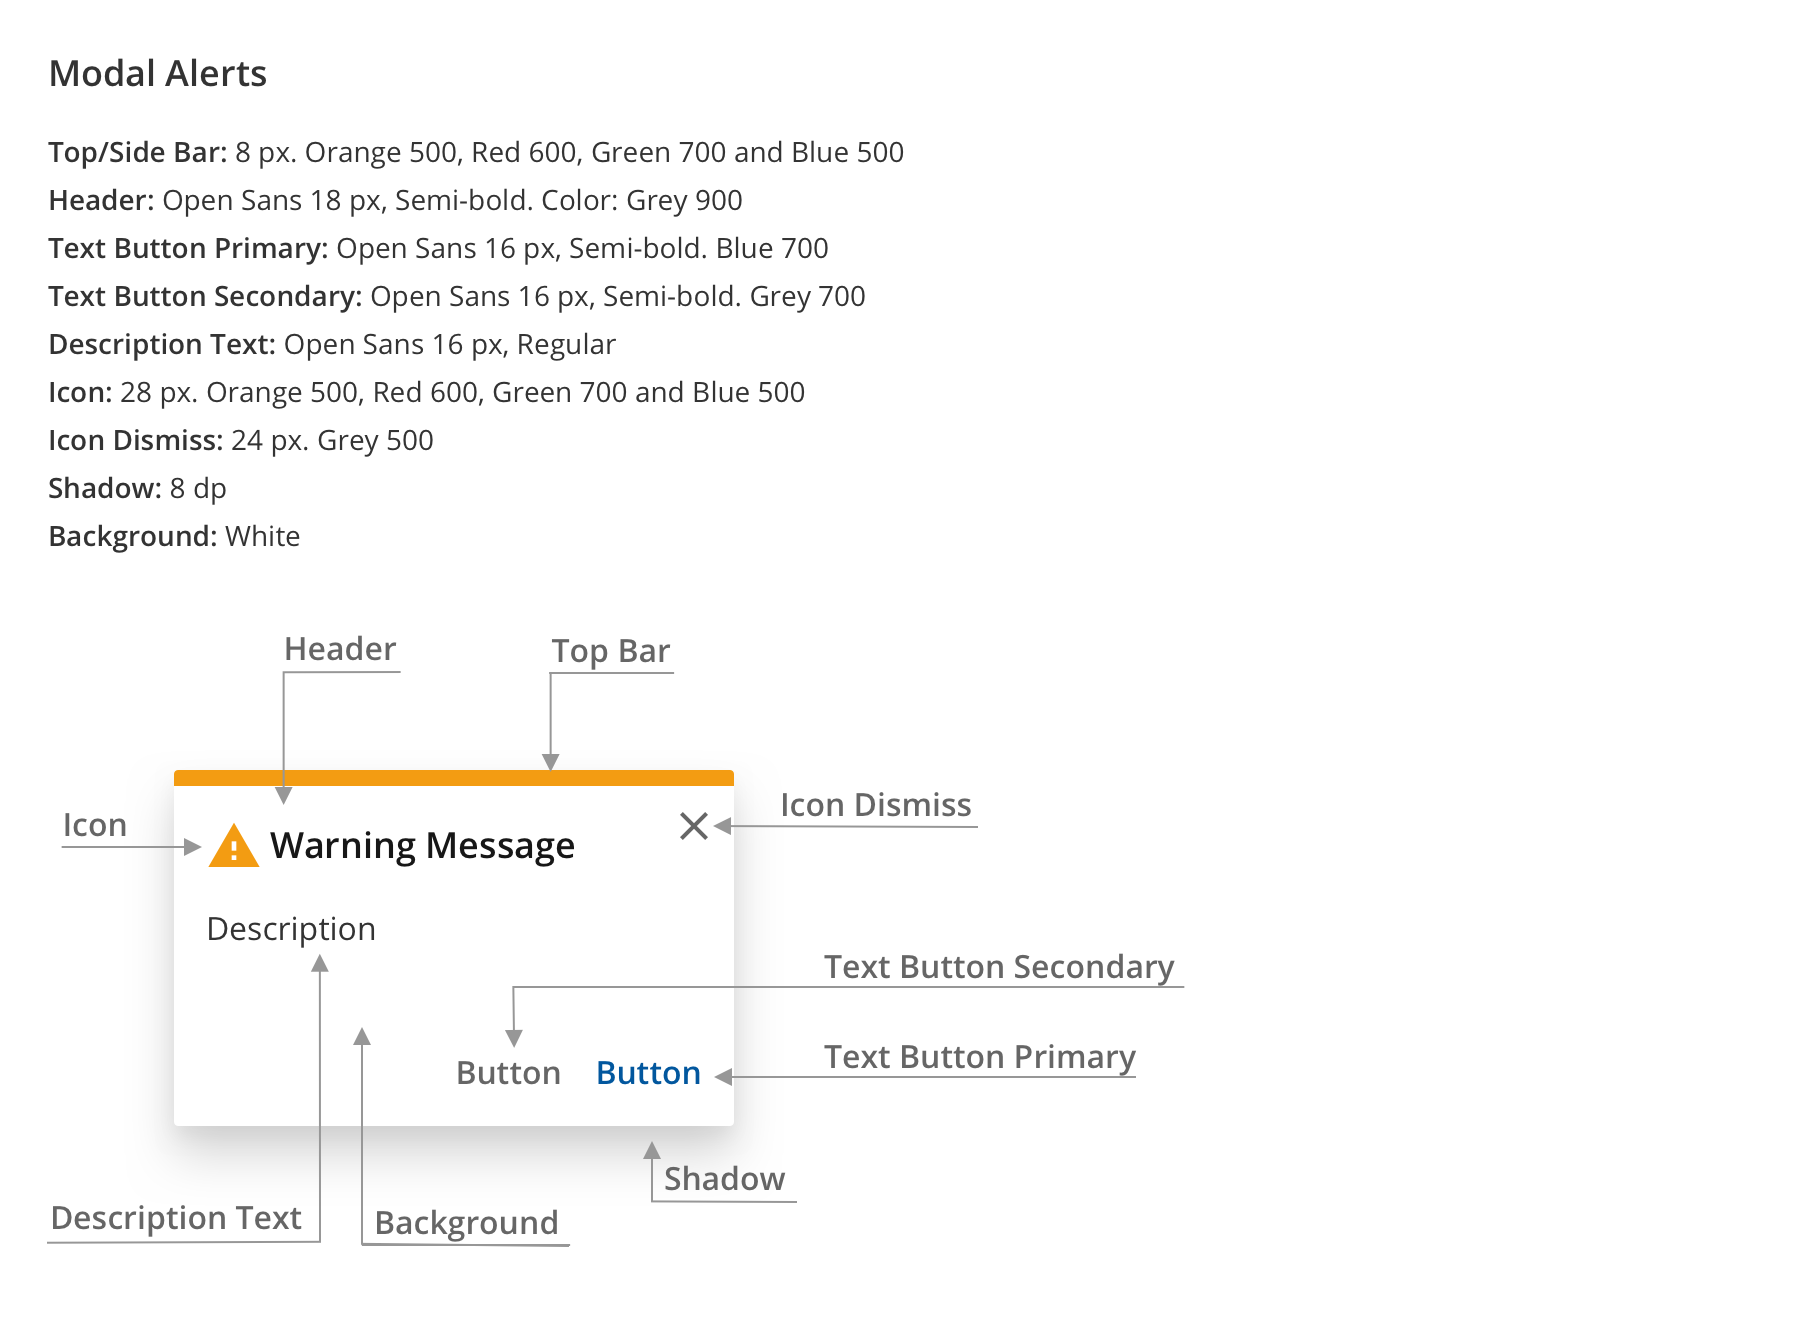 Modal Alerts
Top/Side Bar: 8 px. Orange 500, Red 600, Green 700 and Blue 500
Header: Open Sans 18 px, Semi-bold. Color: Grey 900
Text Button Primary: Open Sans 16 px, Semi-bold. Blue 700
Text Button Secondary: Open Sans 16 px, Semi-bold. Grey 700
Description Text: Open Sans 16 px, Regular
Icon: 28 px. Orange 500, Red 600, Green 700 and Blue 500
Icon Dismiss: 24 px. Grey 500
Shadow: 8 dp
Background: White
Header
Top Bar
Icon Dismiss
Icon
Warning Message
Description
Text Button Secondary
Text Button Primary
Button Button
Shadow
Description Text
Background